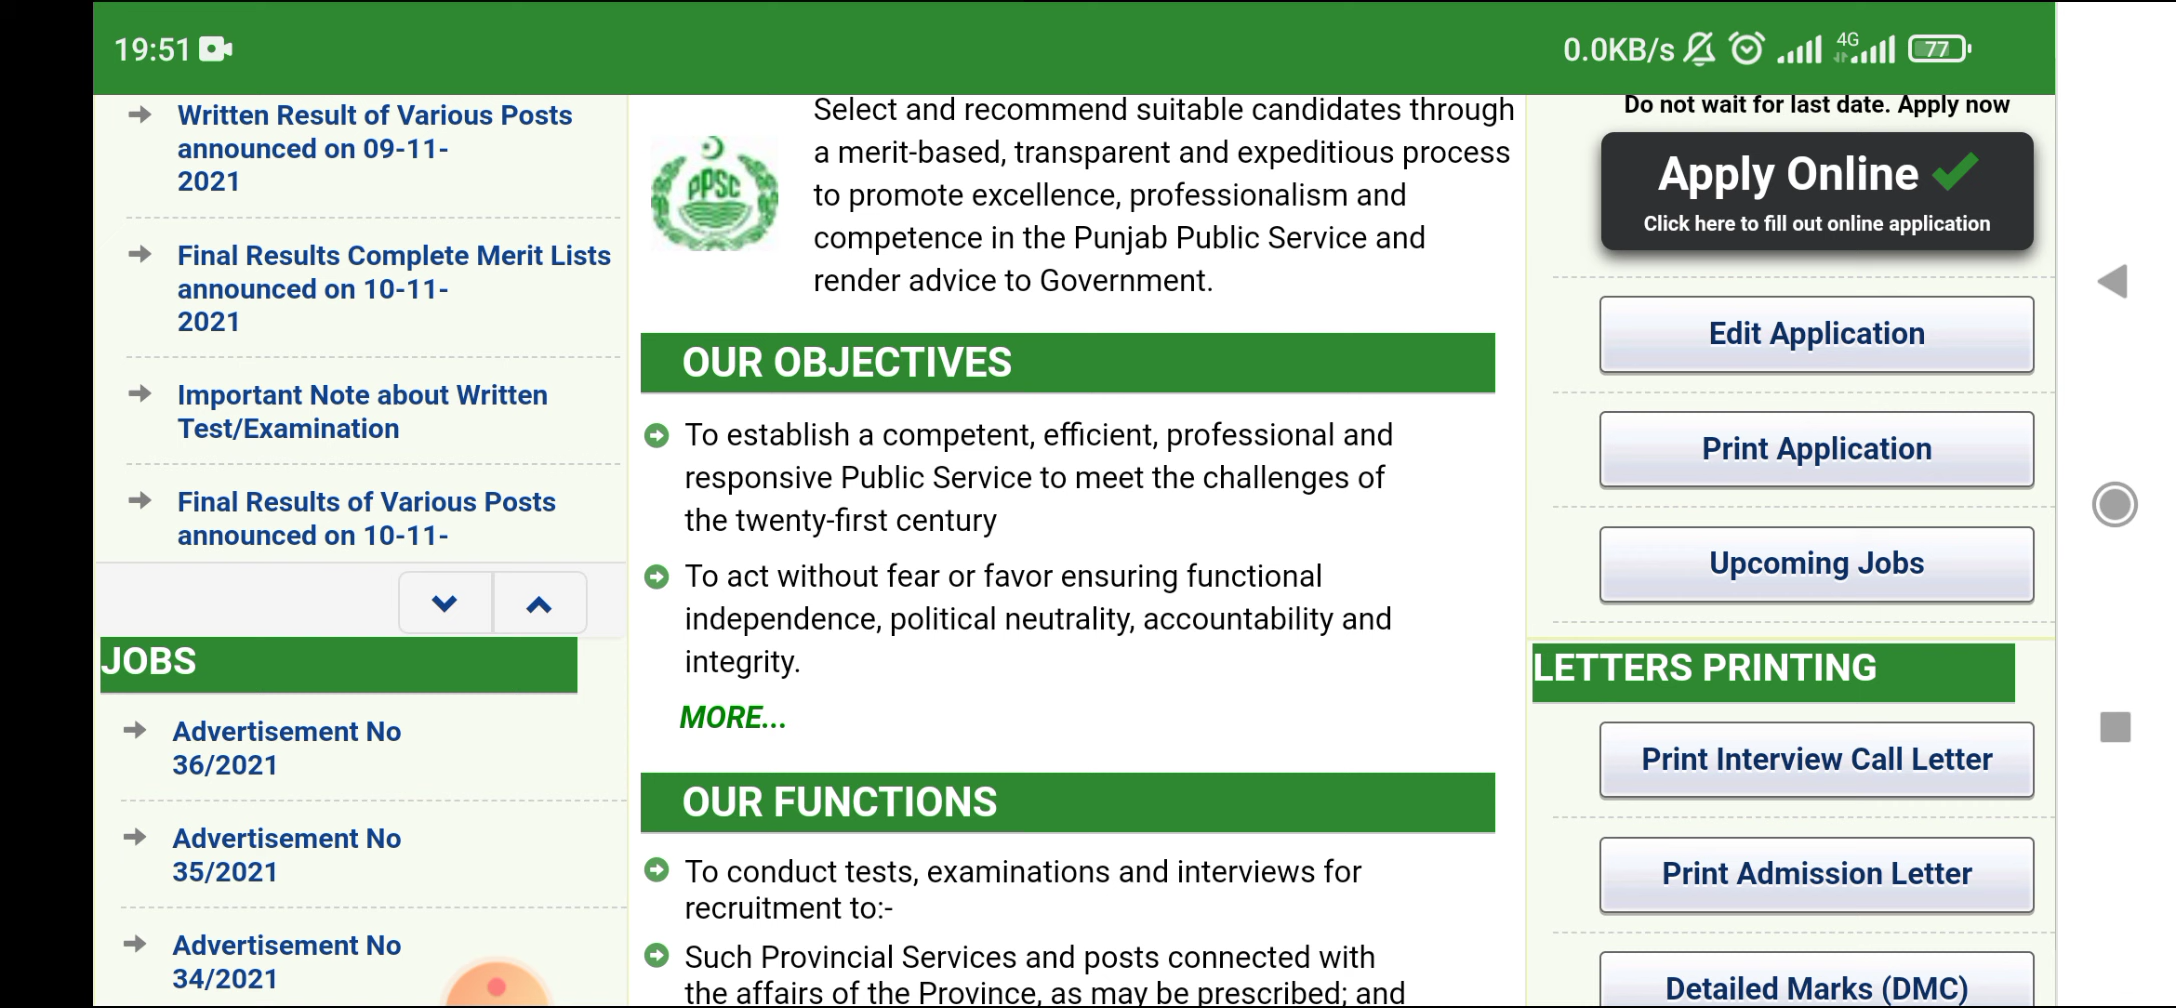 19:51
0.0KB/s
4G
77
Written Result of Various Posts
announced on 09-11-
2021
Final Results Complete Merit Lists
announced on 10-11-
2021
Important Note about Written
Test/Examination
Final Results of Various Posts
announced on 10-11-
JOBS
Advertisement No
36/2021
Advertisement No
35/2021
Advertisement No
34/2021
PPSC
Select and recommend suitable candidates through
a merit-based, transparent and expeditious process
to promote excellence, professionalism and
competence in the Punjab Public Service and
render advice to Government.
OUR OBJECTIVES
To establish a competent, efficient, professional and
responsive Public Service to meet the challenges of
the twenty-first century
To act without fear or favor ensuring functional
independence, political neutrality, accountability and
integrity.
MORE...
OUR FUNCTIONS
To conduct tests, examinations and interviews for
recruitment to:-
Such Provincial Services and posts connected with
the affairs of the Province, as may be prescribed; and
Do not wait for last date. Apply now
Apply Online
Click here to fill out online application
Edit Application
Print Application
Upcoming Jobs
LETTERS PRINTING
Print Interview Call Letter
Print Admission Letter
Detailed Marks (DMC)